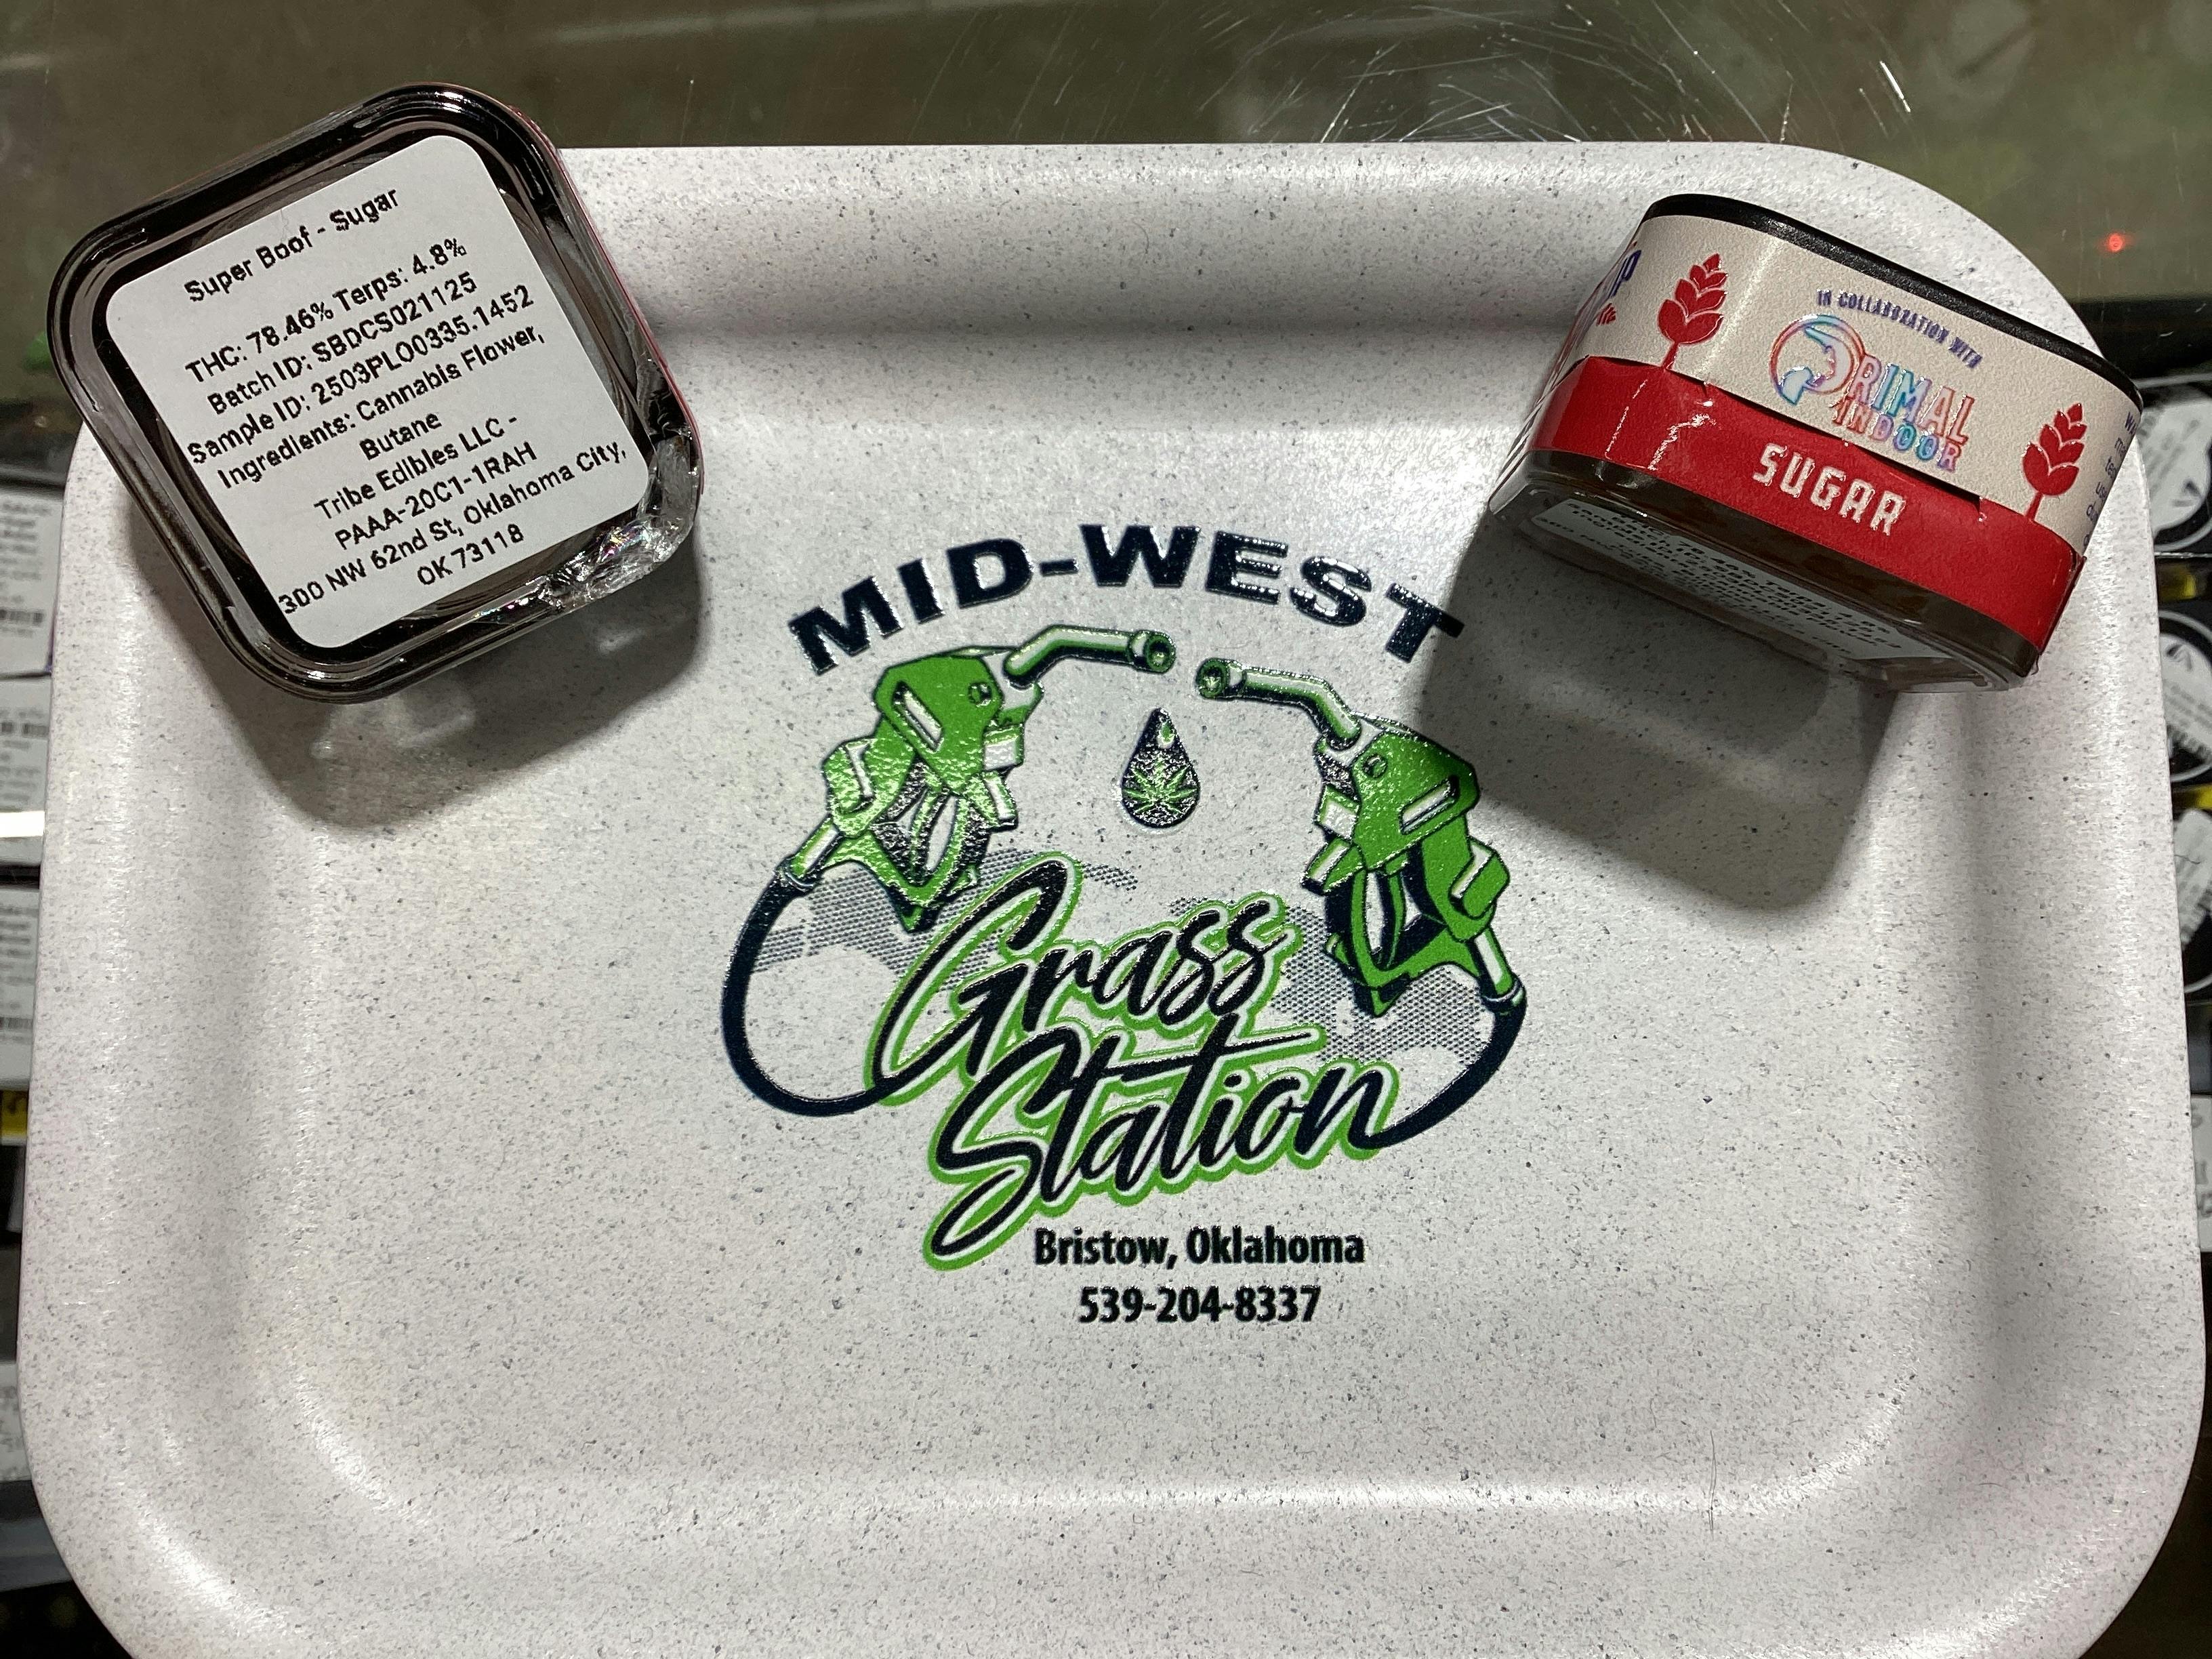 Super Boof - Sugar
THC: 78.46% Terps: 4.8%
Batch ID: SBDCS021125
Sample ID: 2503PLO0335.1452
Ingredients: Cannabis Flower,
Butane
Tribe Edibles LLC -
PAAA-20C1-1RAH
300 NW 62nd St, Oklahoma City,
OK 73118
IN COLLABORATION WITH
PRIMAL
INDOOR
SUGAR
MID-WEST
Grass
Station
Bristow, Oklahoma
539-204-8337